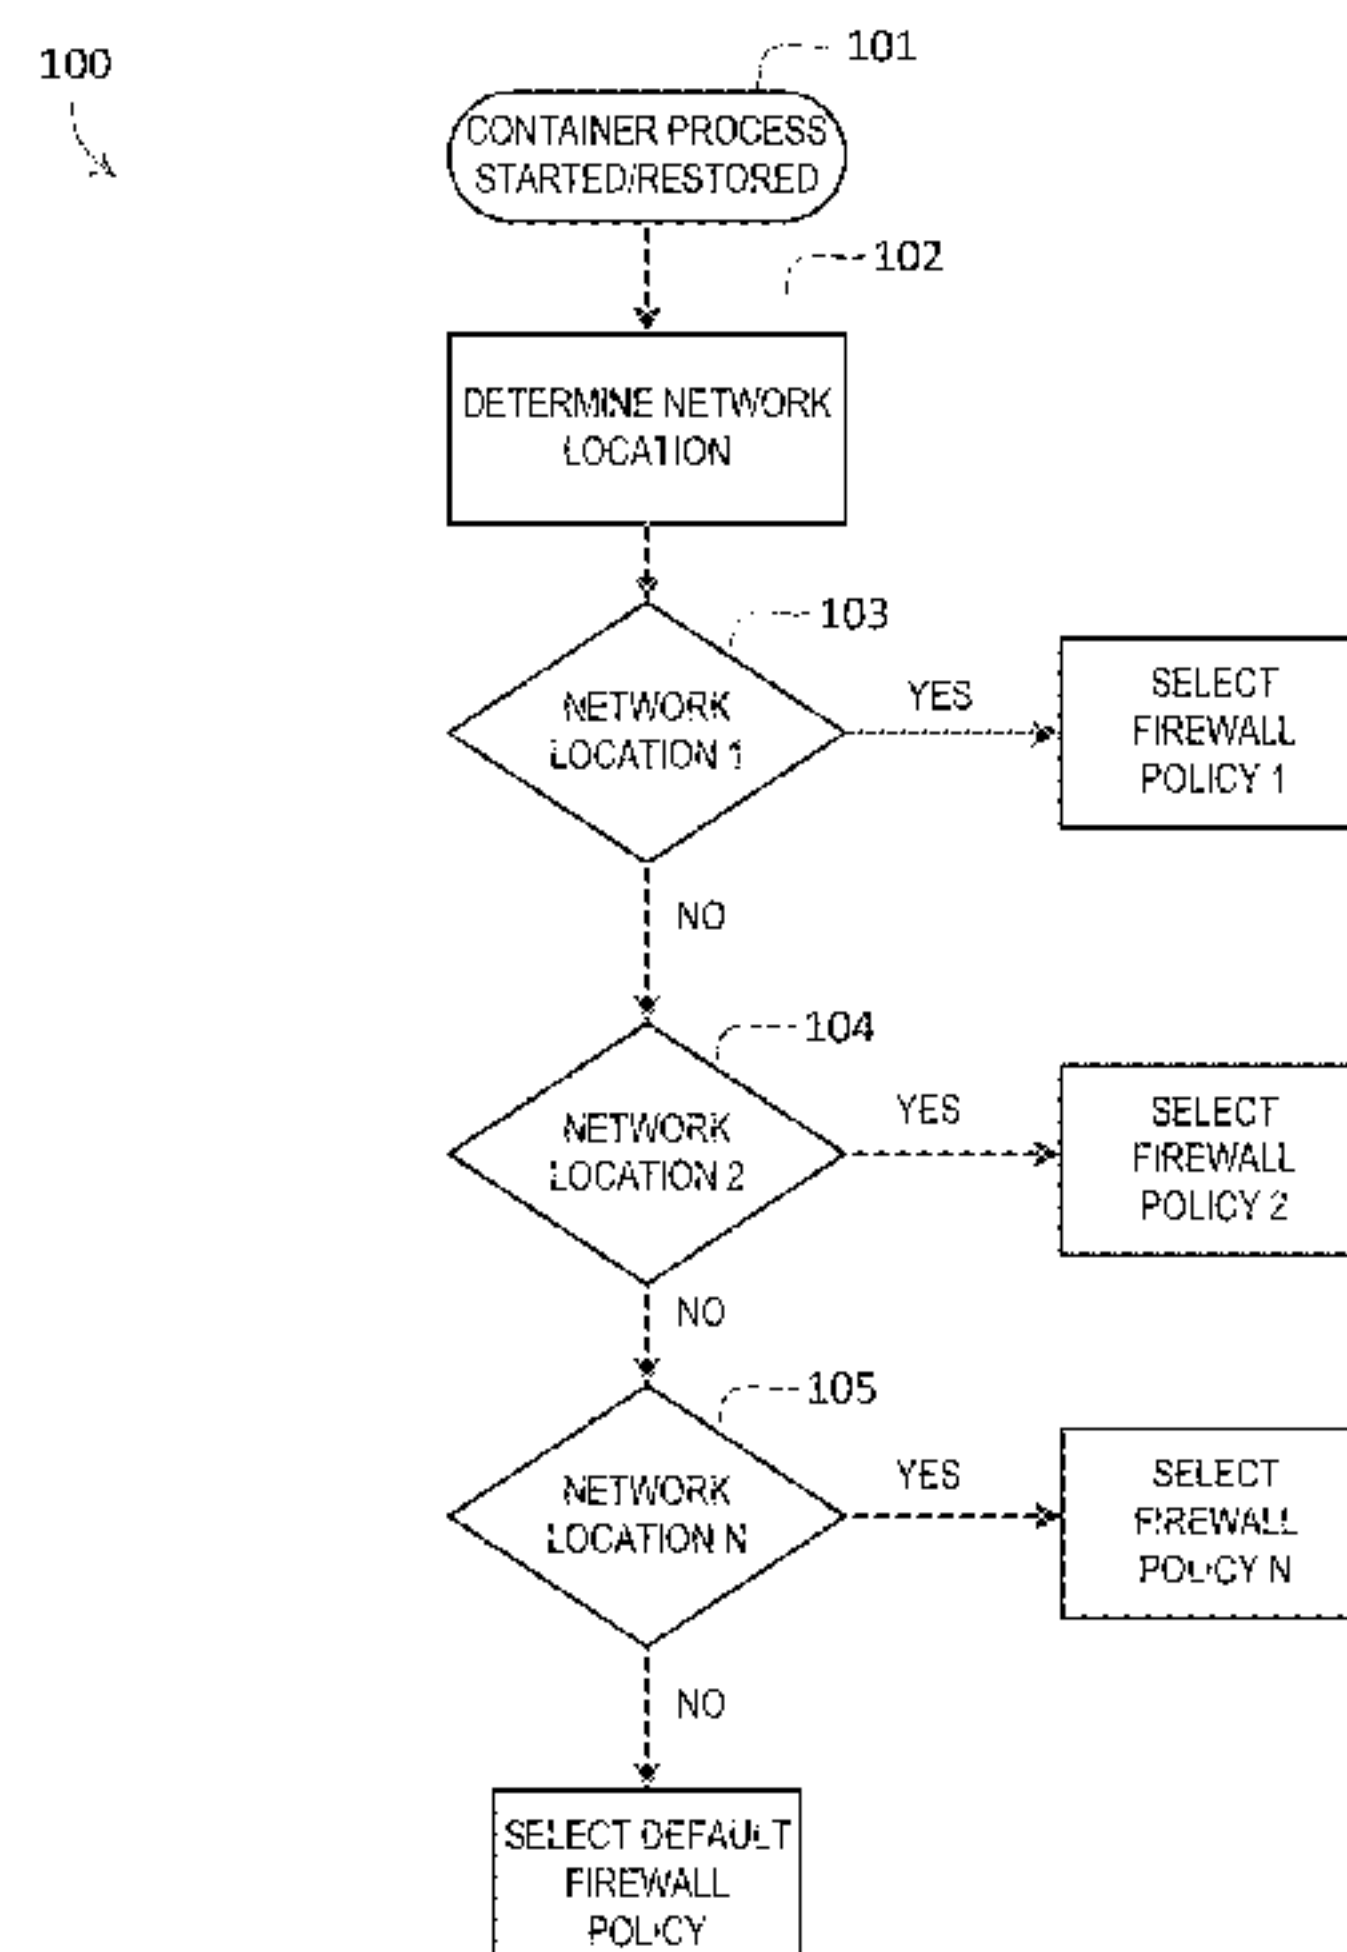 100
101
CONTAINER PROCESS
STARTED/RESTORED
102
DETERMINE NETWORK
LOCATION
103
NETWORK
LOCATION 1
YES
SELECT
FIREWALL
POLICY 1
NO
104
NETWORK
LOCATION 2
YES
SELECT
FIREWALL
POLICY 2
NO
105
NETWORK
LOCATION N
YES
SELECT
FIREWALL
POLICY N
NO
SELECT DEFAULT
FIREWALL
POLICY